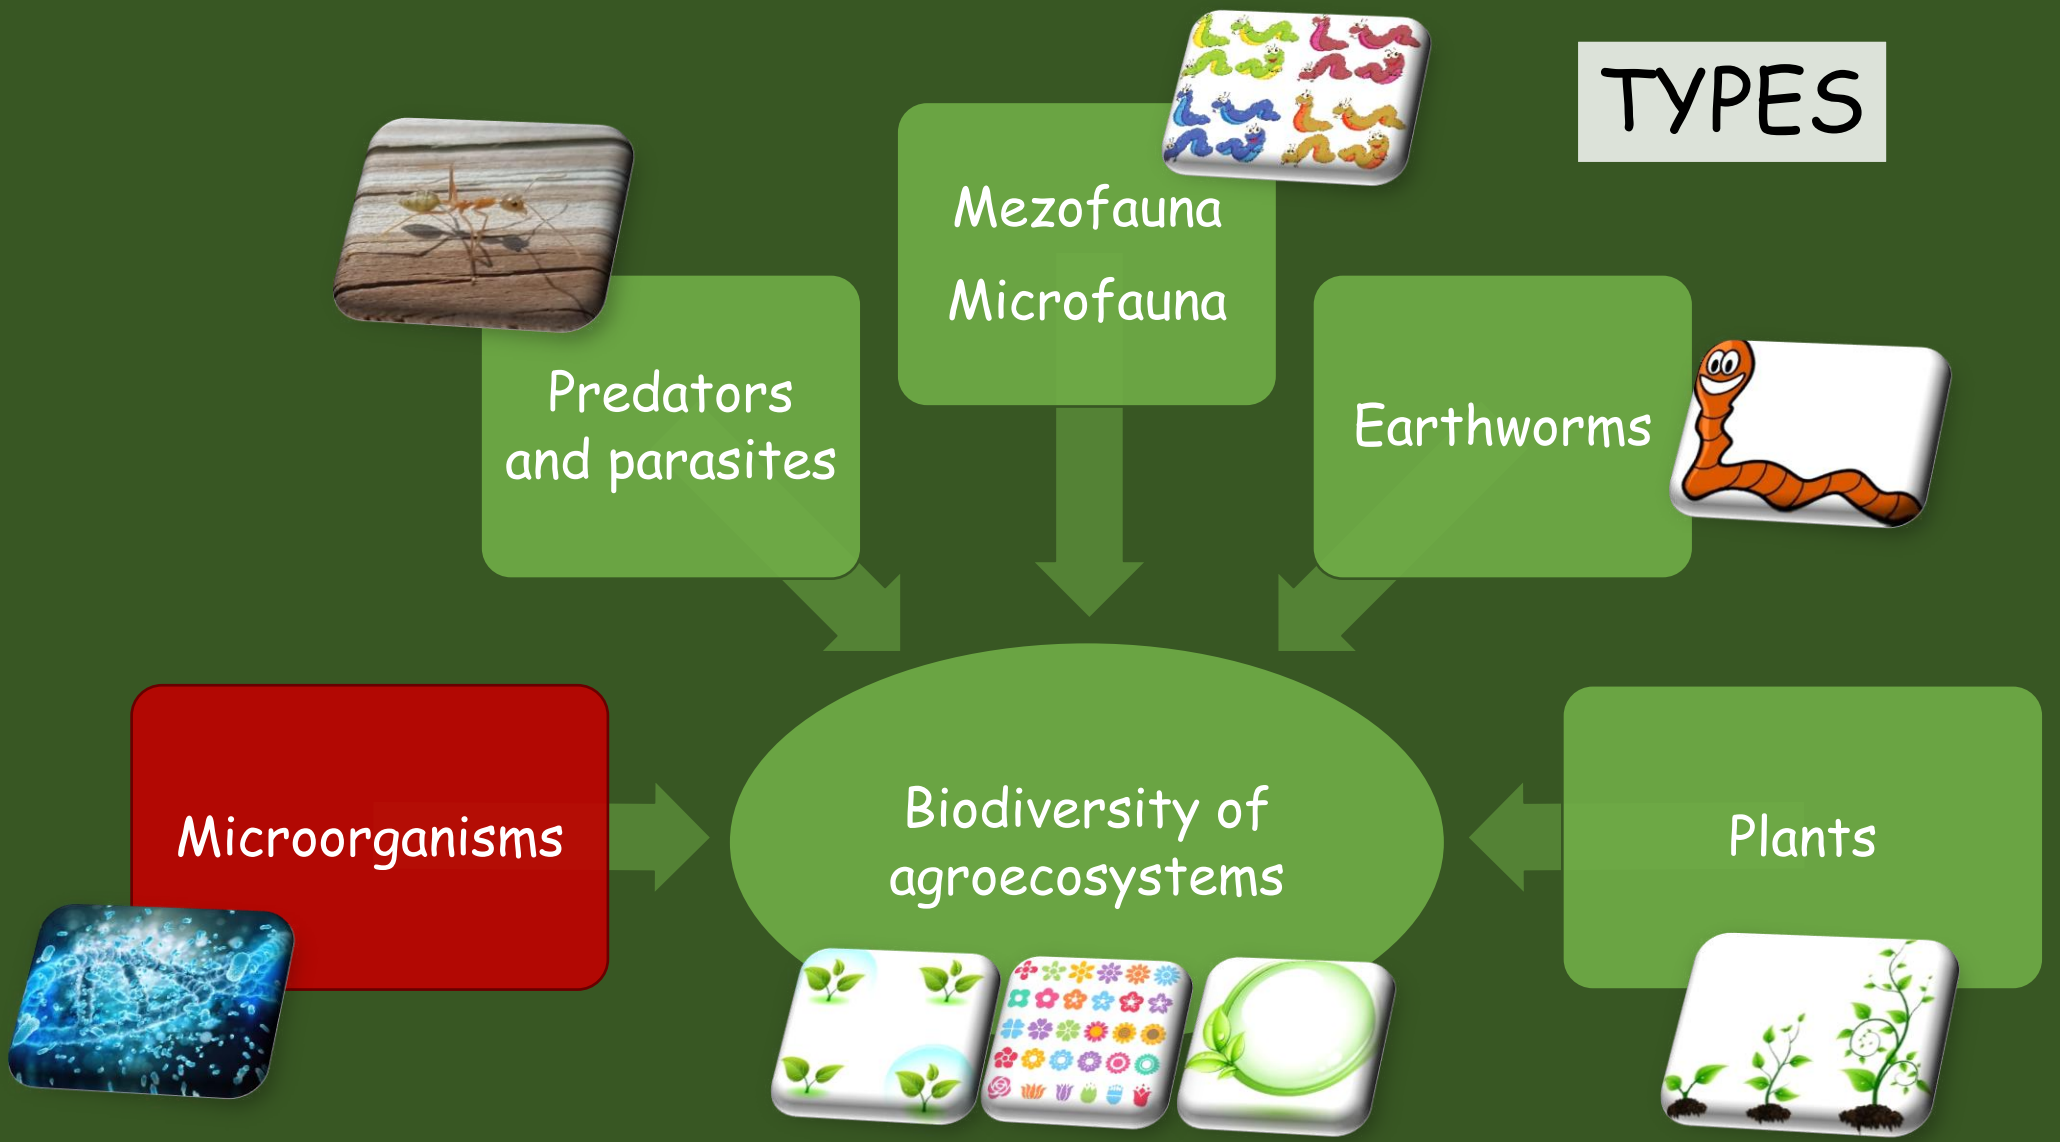 TYPES
Mezofauna
Microfauna
Predators
and parasites
Earthworms
Microorganisms
Biodiversity of
agroecosystems
Plants